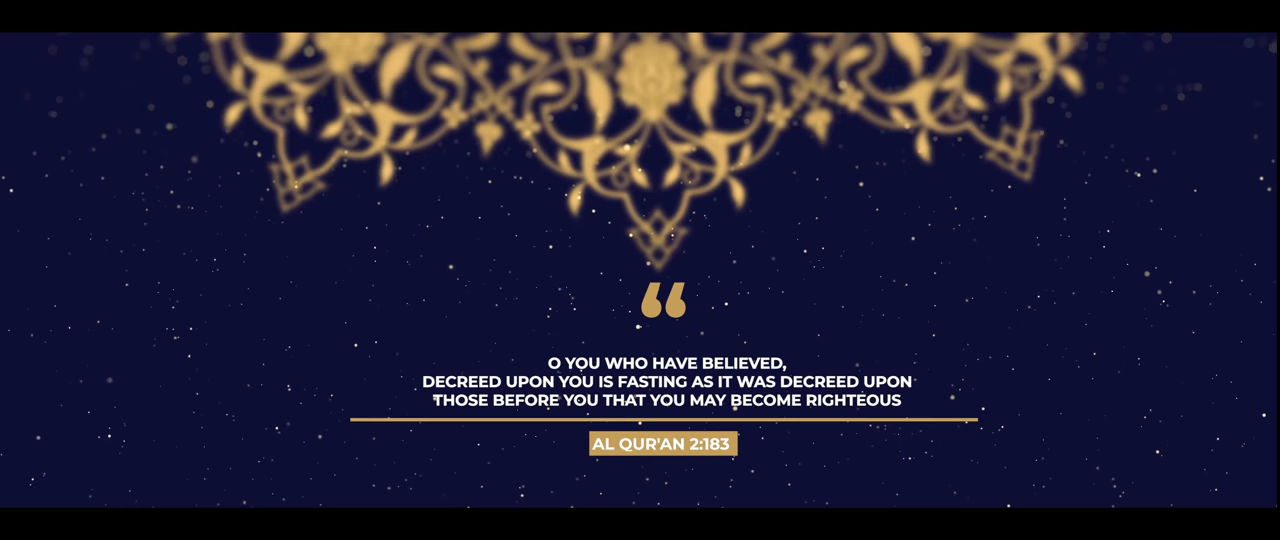 “
O YOU WHO HAVE BELIEVED,
DECREED UPON YOU IS FASTING AS IT WAS DECREED UPON
THOSE BEFORE YOU THAT YOU MAY BECOME RIGHTEOUS
AL QUR'AN 2:183